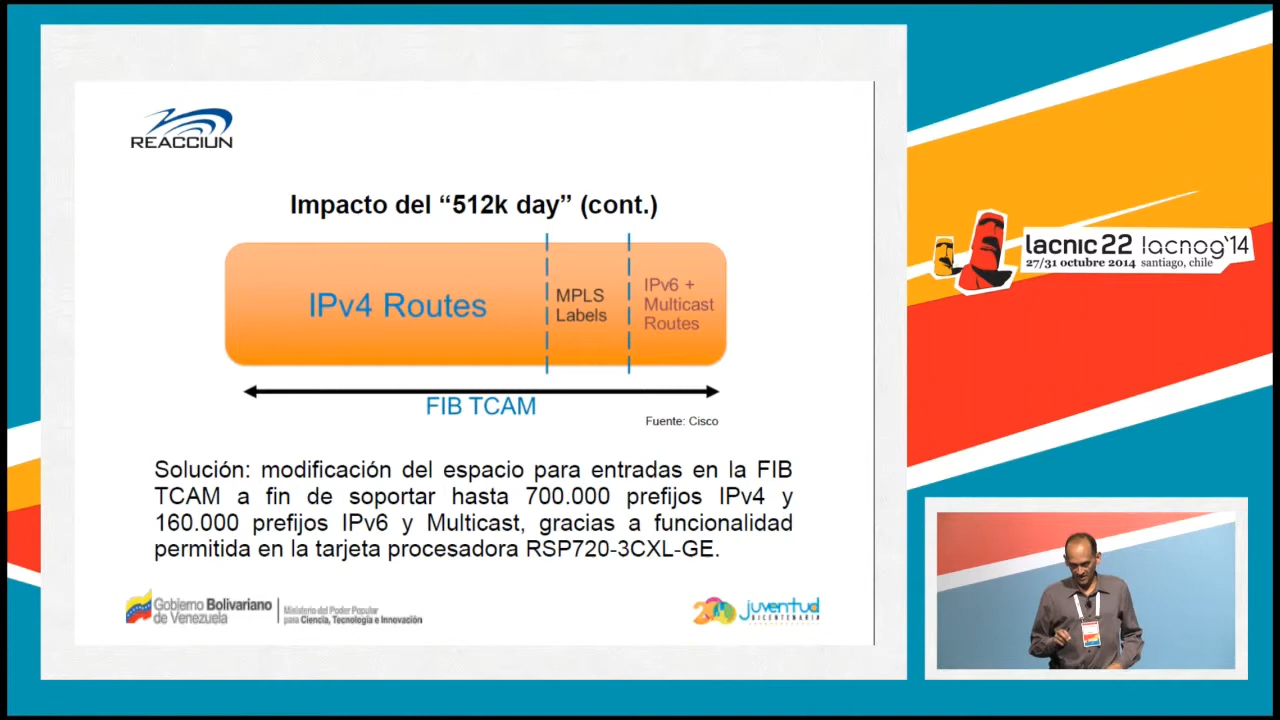 REACCIUN
Impacto del “512k day” (cont.)
IPv4 Routes
MPLS
Labels
IPv6 +
Multicast
Routes
FIB TCAM
Fuente: Cisco
Solución: modificación del espacio para entradas en la FIB
TCAM a fin de soportar hasta 700.000 prefijos IPv4 y
160.000 prefijos IPv6 y Multicast, gracias a funcionalidad
permitida en la tarjeta procesadora RSP720-3CXL-GE.
Gobierno Bolivariano
de Venezuela
Ministerio del Poder Popular
para Ciencia, Tecnología e Innovación
200 juventud
BICENTENARIA
lacnic 22 lacnog'14
27/31 octubre 2014 santiago, chile